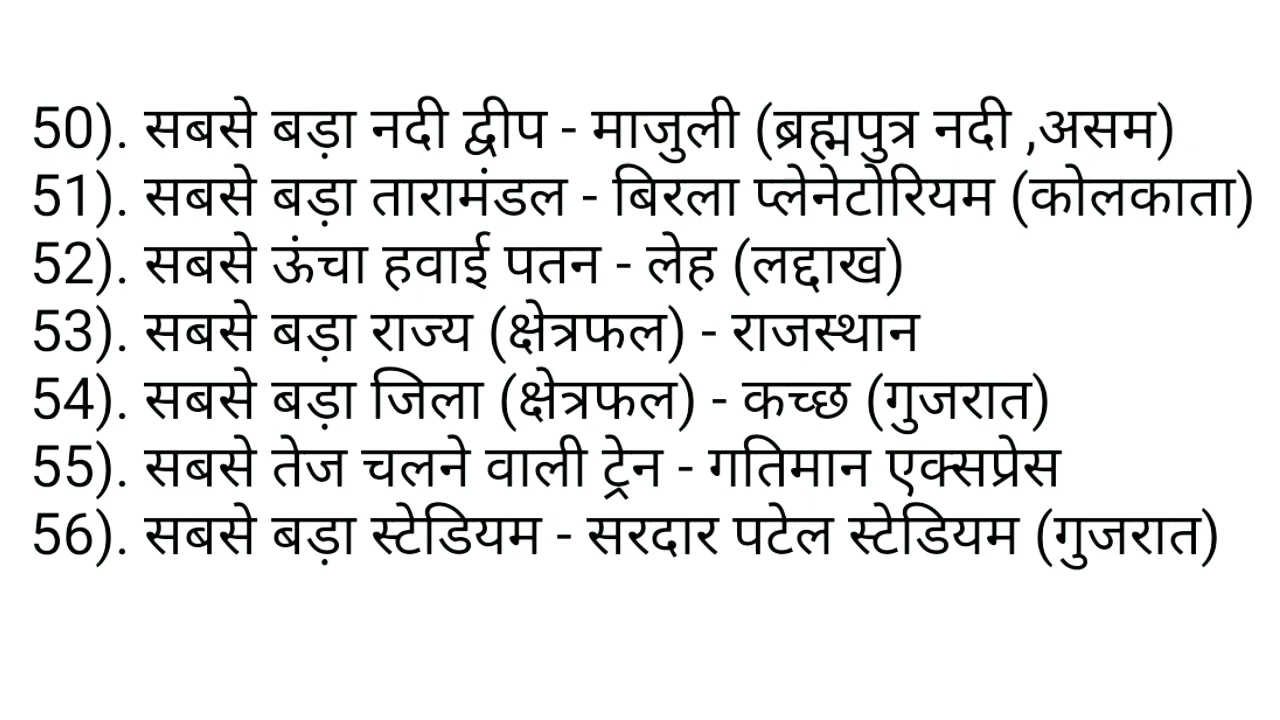 50). सबसे बड़ा नदी द्वीप - माजुली (ब्रह्मपुत्र नदी ,असम)
51). सबसे बड़ा तारामंडल - बिरला प्लेनेटोरियम (कोलकाता)
52). सबसे ऊंचा हवाई पतन - लेह (लद्दाख)
53). सबसे बड़ा राज्य (क्षेत्रफल) - राजस्थान
54). सबसे बड़ा जिला (क्षेत्रफल) - कच्छ (गुजरात)
55). सबसे तेज चलने वाली ट्रेन - गतिमान एक्सप्रेस
56). सबसे बड़ा स्टेडियम - सरदार पटेल स्टेडियम (गुजरात)